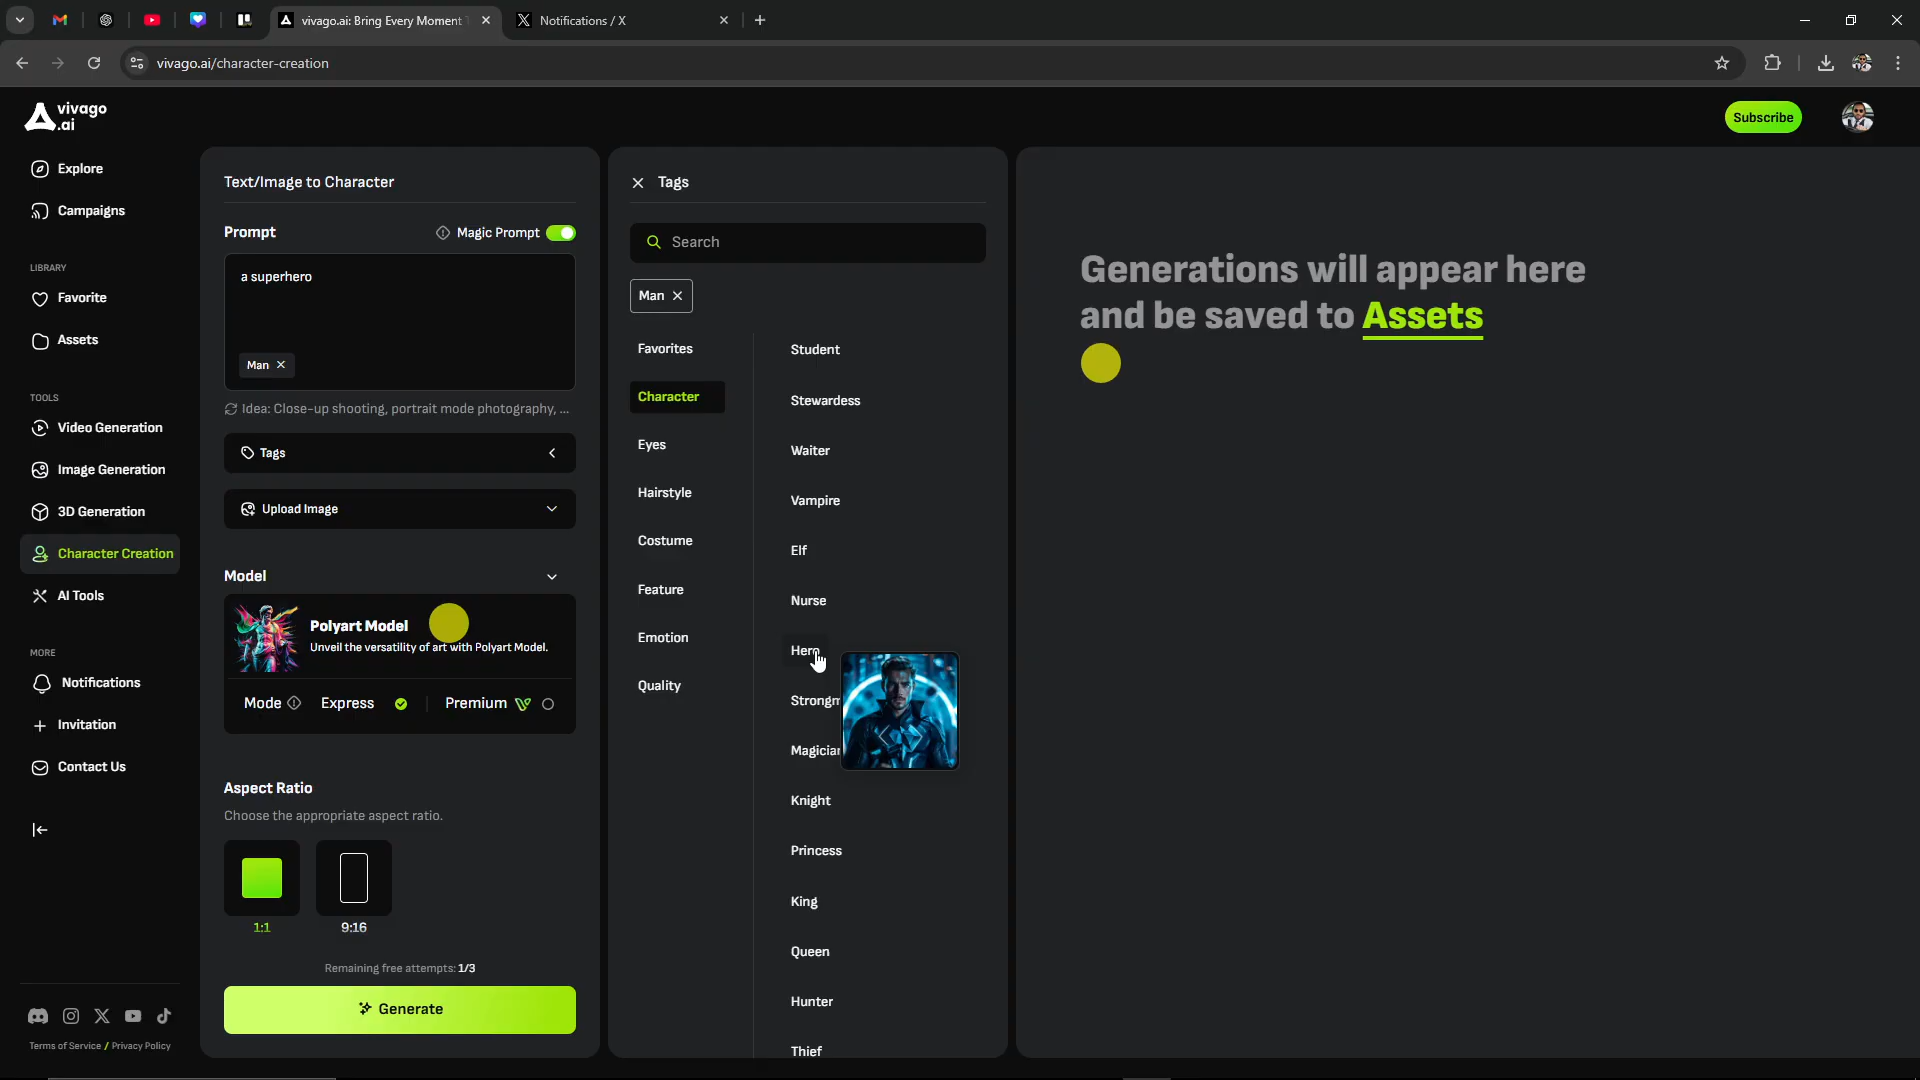 vivago.ai: Bring Every Moment T
Notifications / X
vivago.ai/character-creation
vivago
.ai
Subscribe
Explore
Campaigns
LIBRARY
Favorite
Assets
TOOLS
Video Generation
Image Generation
3D Generation
Character Creation
AI Tools
MORE
Notifications
Invitation
Contact Us
Terms of Service / Privacy Policy
Text/Image to Character
Prompt
Magic Prompt
a superhero
Man
Idea: Close-up shooting, portrait mode photography, ...
Tags
Upload Image
Model
Polyart Model
Unveil the versatility of art with Polyart Model.
Mode
Express
Premium
Aspect Ratio
Choose the appropriate aspect ratio.
1:1
9:16
Remaining free attempts: 1/3
Generate
Tags
Search
Man
Favorites
Character
Eyes
Hairstyle
Costume
Feature
Emotion
Quality
Student
Stewardess
Waiter
Vampire
Elf
Nurse
Hero
Strongm
Magician
Knight
Princess
King
Queen
Hunter
Thief
Generations will appear here
and be saved to Assets